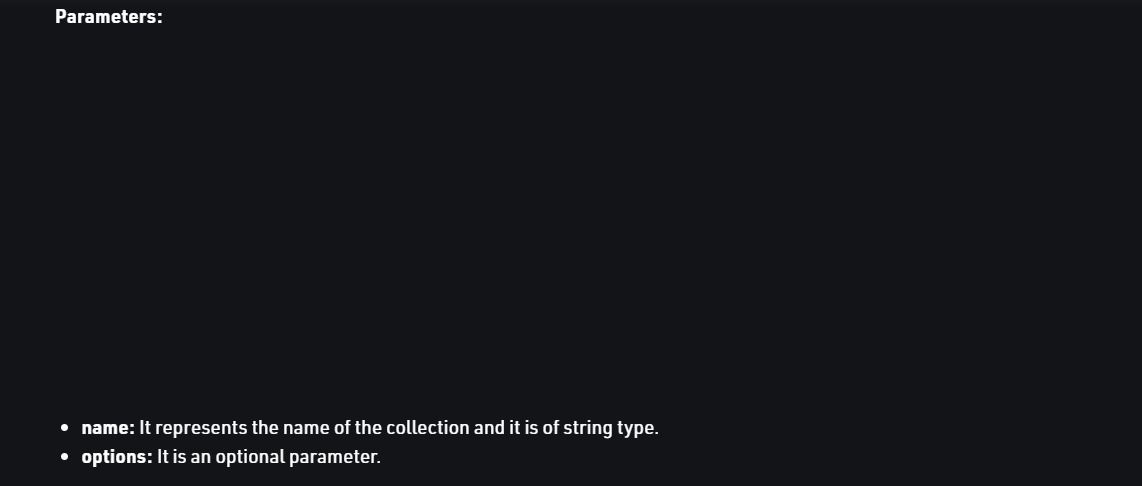 Parameters:
• name: It represents the name of the collection and it is of string type.
• options: It is an optional parameter.